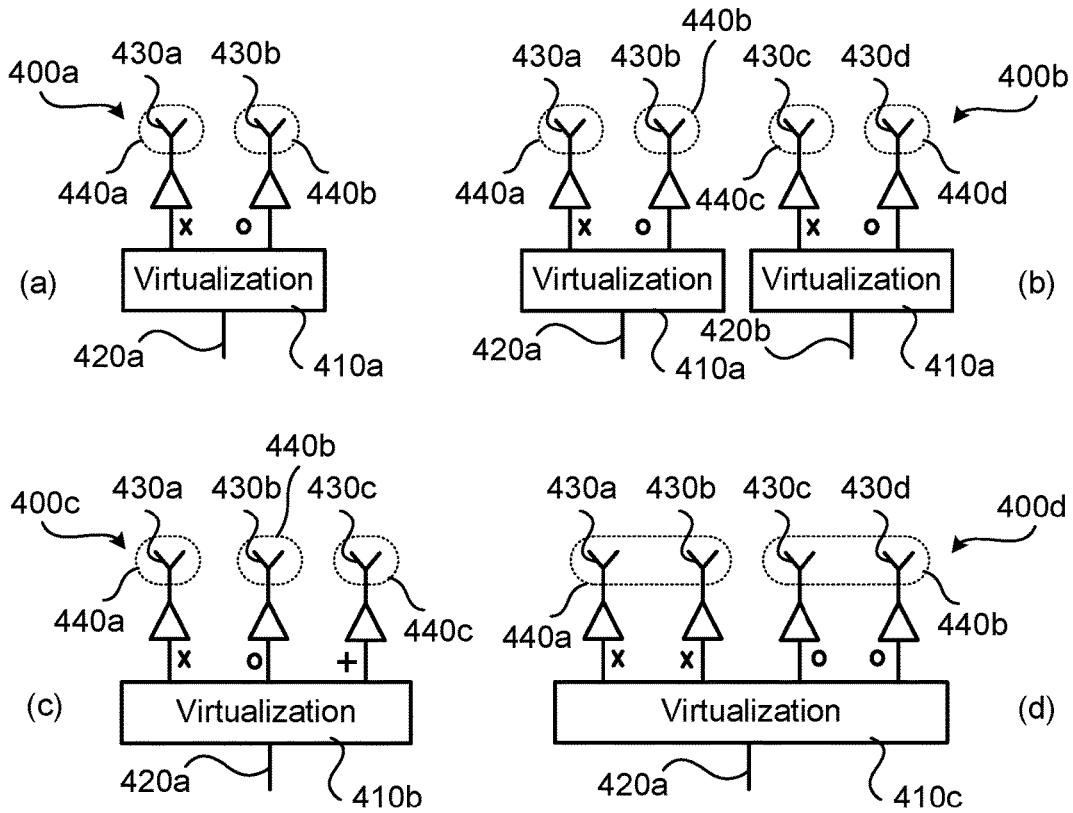 430a 430b 440b 430a 430b 430c 430d
400a 400b
440a 440b 440a 440c 440d
x o x o x o
(a) Virtualization Virtualization Virtualization (b)
420a 410a 420a 410a 420b 410a
440b
430a 430b 430c 430a 430b 430c 430d
400c 400d
440a 440c 440a 440b
x o + x x o o
(c) Virtualization Virtualization (d)
420a 410b 420a 410c